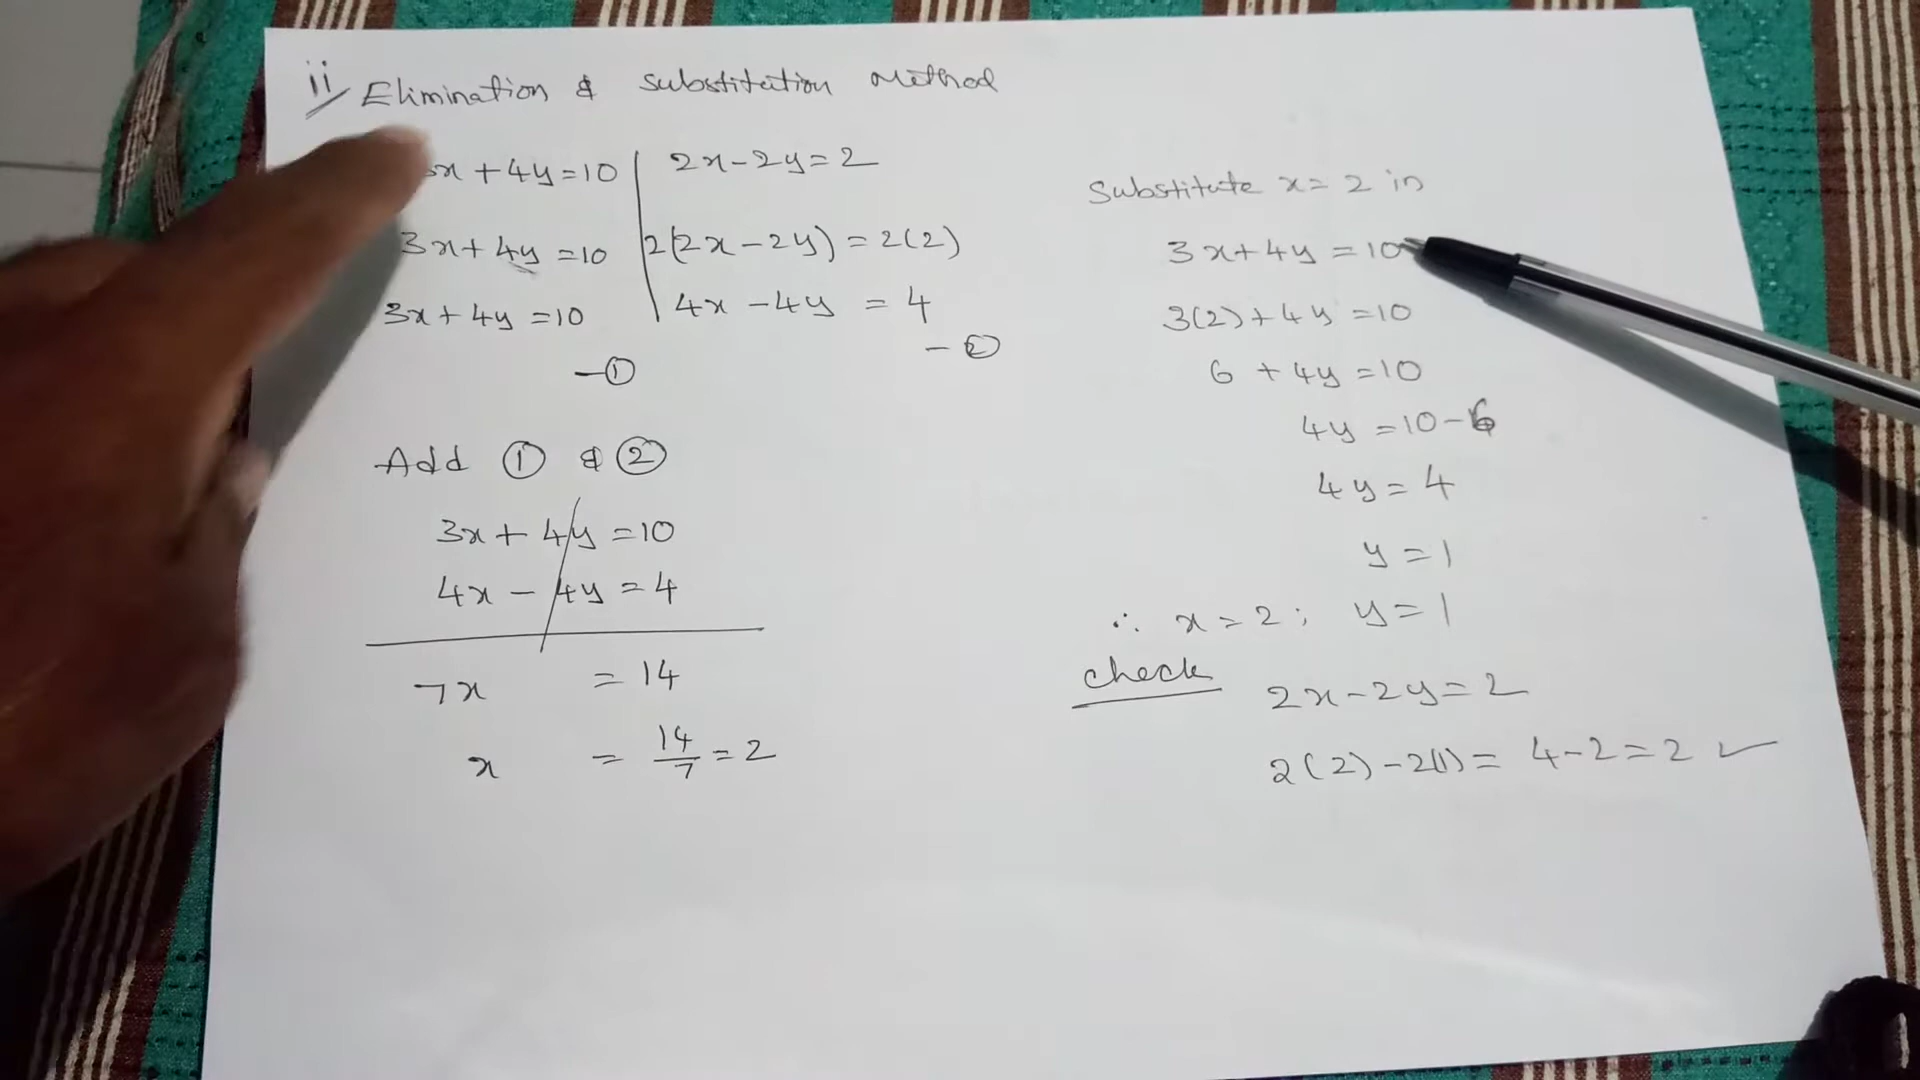 ii Elimination & Substitution Method
x + 4y = 10 | 2x - 2y = 2
3x + 4y = 10 | 2(2x - 2y) = 2(2)
3x + 4y = 10 | 4x - 4y = 4
- ①
- ②
Add ① & ②
3x + 4y = 10
4x - 4y = 4
7x = 14
x = 14/7 = 2
Substitute x = 2 in
3x + 4y = 10
3(2) + 4y = 10
6 + 4y = 10
4y = 10 - 6
4y = 4
y = 1
∴ x = 2; y = 1
check
2x - 2y = 2
2(2) - 2(1) = 4 - 2 = 2 ✓